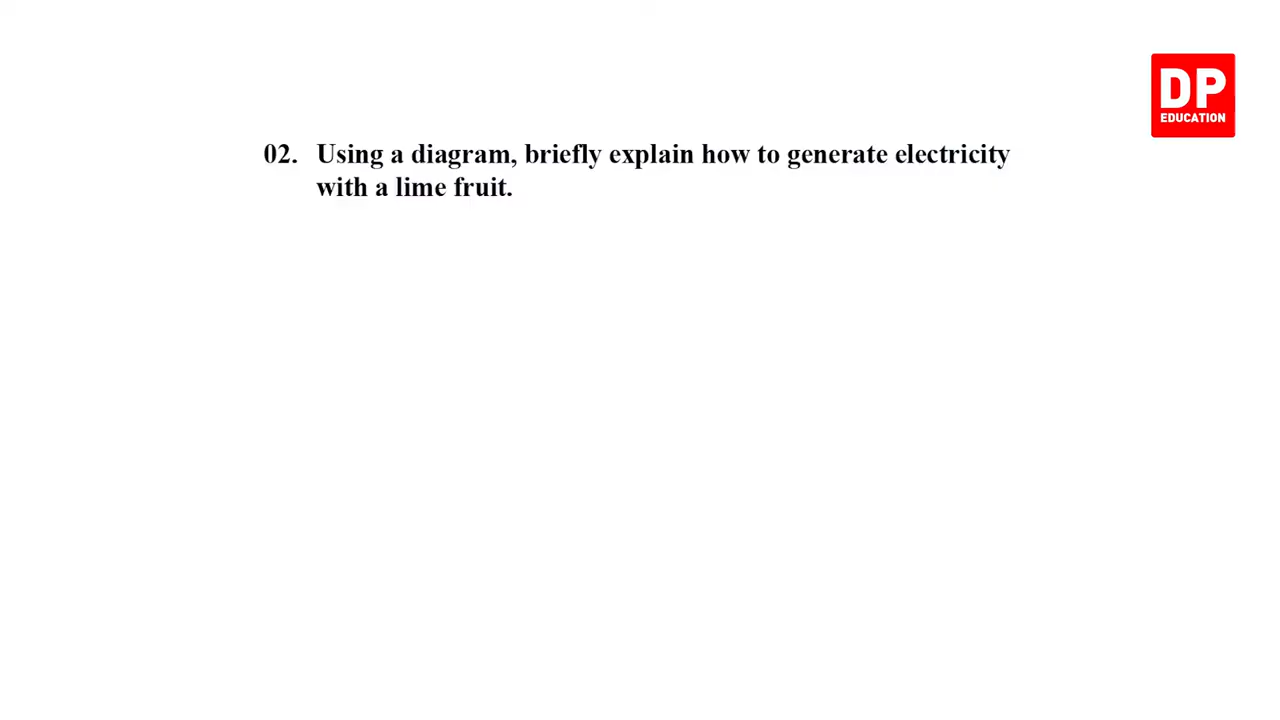 DP
EDUCATION
02. Using a diagram, briefly explain how to generate electricity
with a lime fruit.